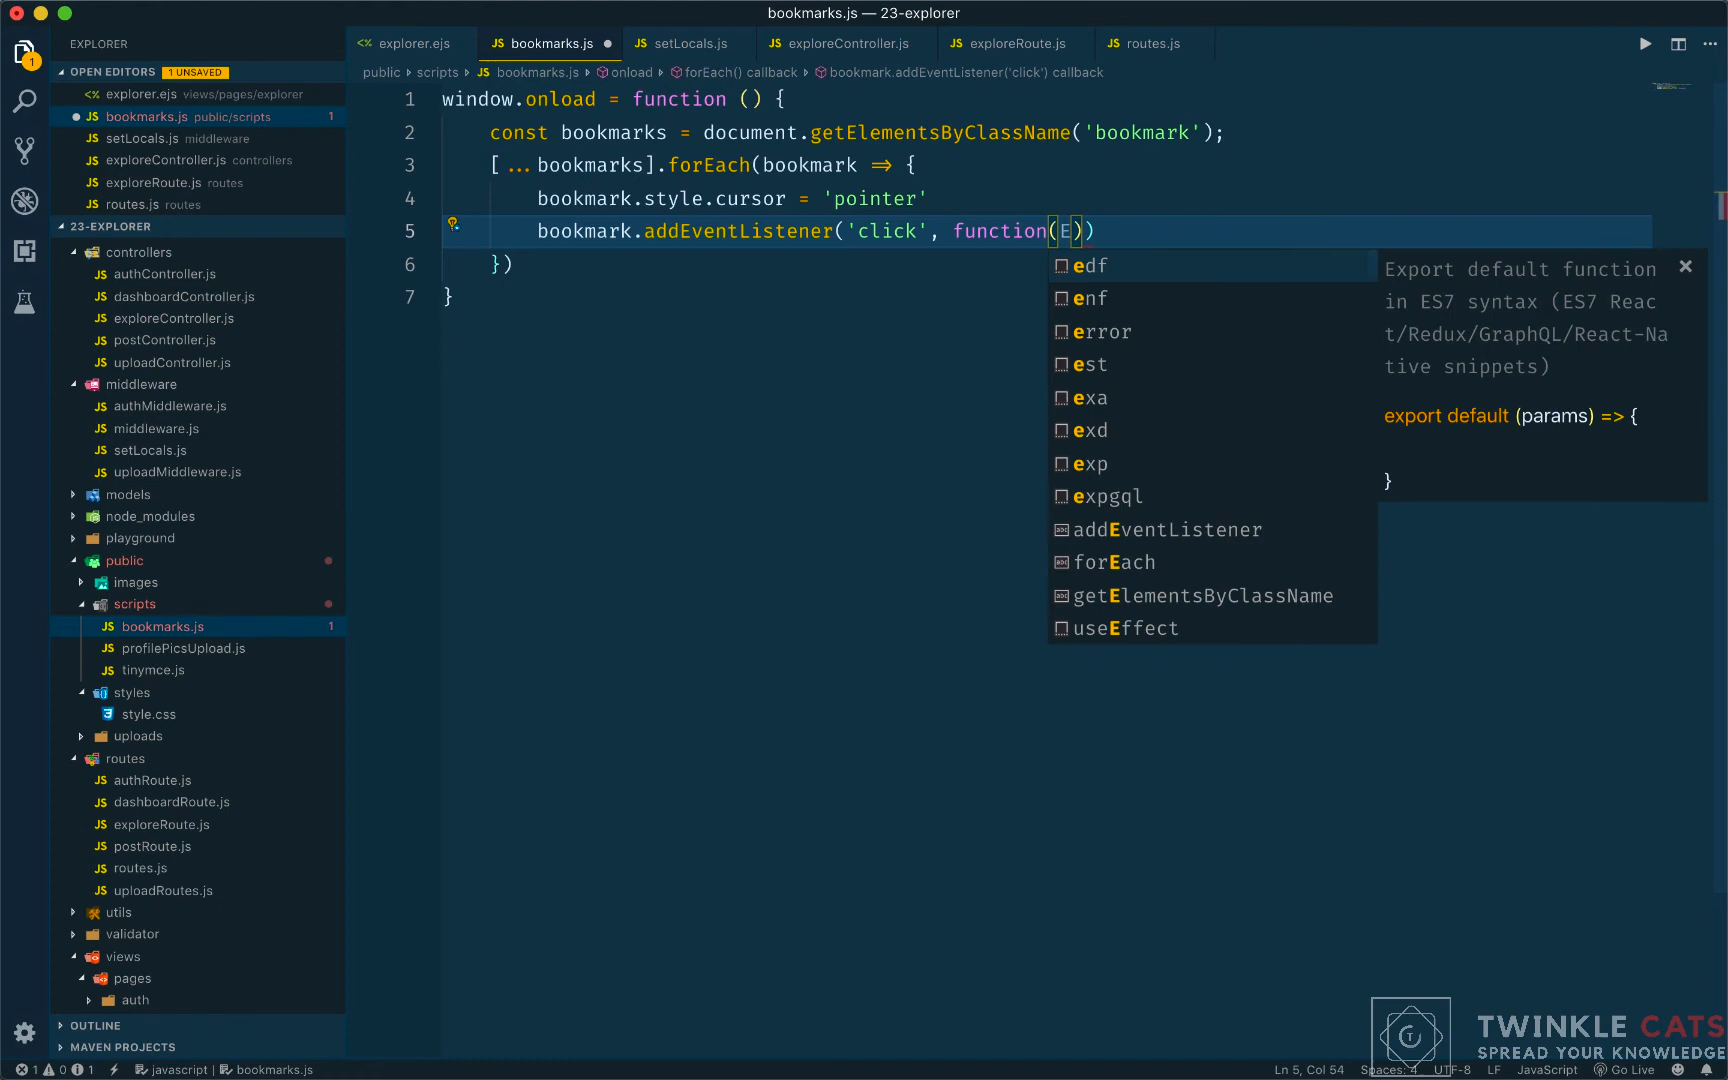 bookmarks.js — 23-explorer
EXPLORER
<% explorer.ejs
JS bookmarks.js
JS setLocals.js
JS exploreController.js
JS exploreRoute.js
JS routes.js
OPEN EDITORS 1 UNSAVED
public › scripts › JS bookmarks.js › onload › forEach() callback › bookmark.addEventListener('click') callback
<% explorer.ejs views/pages/explorer
JS bookmarks.js public/scripts 1
JS setLocals.js middleware
JS exploreController.js controllers
JS exploreRoute.js routes
JS routes.js routes
23-EXPLORER
controllers
JS authController.js
JS dashboardController.js
JS exploreController.js
JS postController.js
JS uploadController.js
middleware
JS authMiddleware.js
JS middleware.js
JS setLocals.js
JS uploadMiddleware.js
models
node_modules
playground
public
images
scripts
JS bookmarks.js 1
JS profilePicsUpload.js
JS tinymce.js
styles
style.css
uploads
routes
JS authRoute.js
JS dashboardRoute.js
JS exploreRoute.js
JS postRoute.js
JS routes.js
JS uploadRoutes.js
utils
validator
views
pages
auth
OUTLINE
MAVEN PROJECTS
1 window.onload = function () {
2 const bookmarks = document.getElementsByClassName('bookmark');
3 [...bookmarks].forEach(bookmark => {
4 bookmark.style.cursor = 'pointer'
5 bookmark.addEventListener('click', function(E))
6 })
7 }
edf
enf
error
est
exa
exd
exp
expgql
addEventListener
forEach
getElementsByClassName
useEffect
Export default function
in ES7 syntax (ES7 Reac
t/Redux/GraphQL/React-Na
tive snippets)
export default (params) => {
}
TWINKLE CATS
SPREAD YOUR KNOWLEDGE
1 0 1 javascript | bookmarks.js
Ln 5, Col 54 Spaces: 4 UTF-8 LF JavaScript Go Live